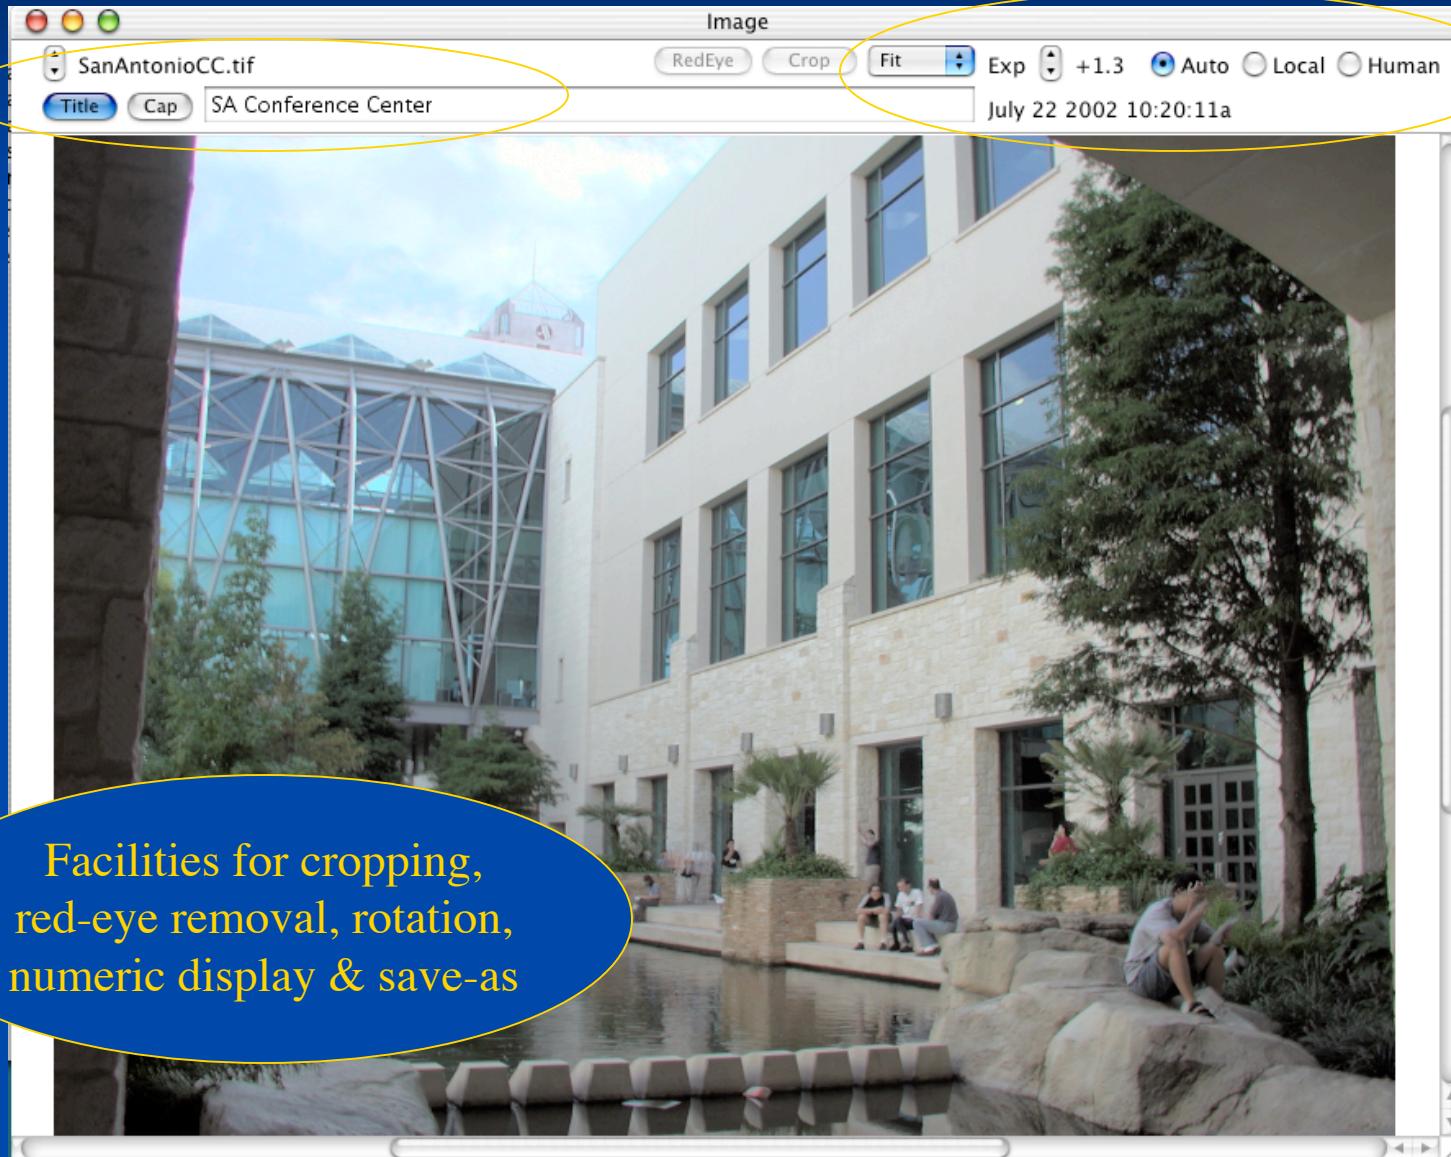 Image
SanAntonioCC.tif
RedEye Crop Fit Exp +1.3 Auto Local Human
Title Cap SA Conference Center July 22 2002 10:20:11a
Facilities for cropping,
red-eye removal, rotation,
numeric display & save-as